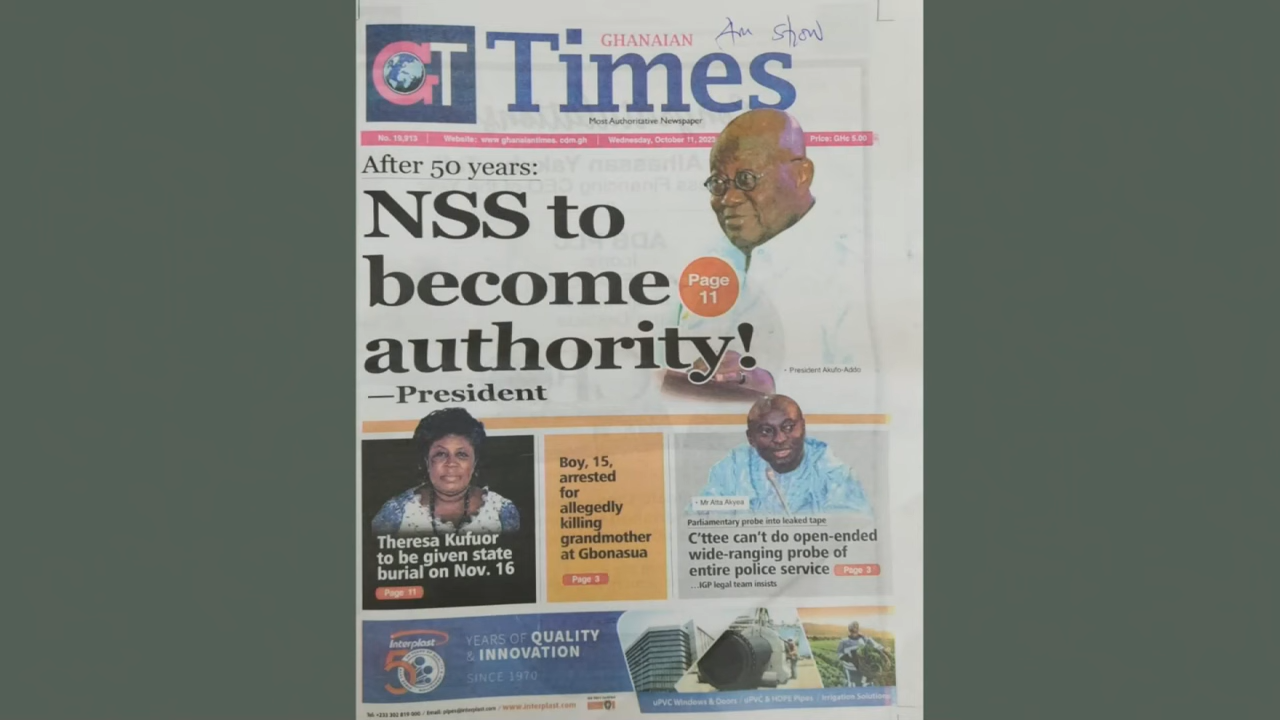 Am show
GT
GHANAIAN
Times
Most Authoritative Newspaper
No. 19,913 | Website: www.ghanaiantimes.com.gh | Wednesday, October 11, 2023 Price: GHc 5.00
After 50 years:
NSS to
become
authority!
—President
Page
11
• President Akufo-Addo
Theresa Kufuor
to be given state
burial on Nov. 16
Page 11
Boy, 15,
arrested
for
allegedly
killing
grandmother
at Gbonasua
Page 3
• Mr Atta Akyea
Parliamentary probe into leaked tape
C'ttee can't do open-ended
wide-ranging probe of
entire police service Page 3
...IGP legal team insists
Interplast
50
YEARS OF QUALITY
& INNOVATION
SINCE 1970
uPVC Windows & Doors / uPVC & HDPE Pipes / Irrigation Solutions
www.interplast.com